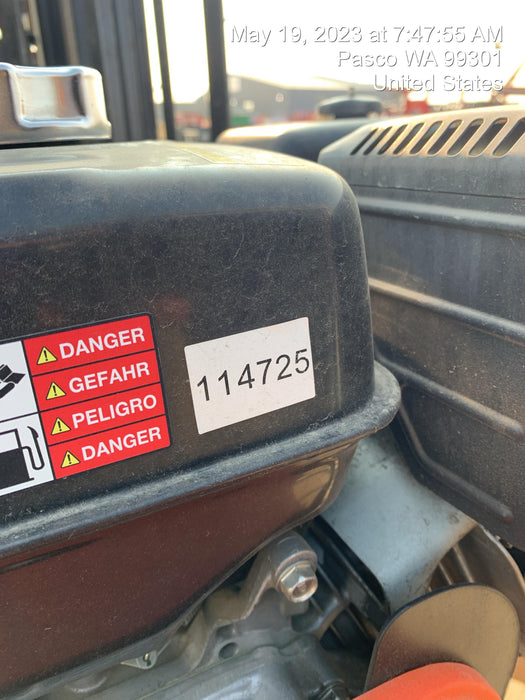 May 19, 2023 at 7:47:55 AM
Pasco WA 99301
United States
DANGER
GEFAHR
PELIGRO
DANGER
114725